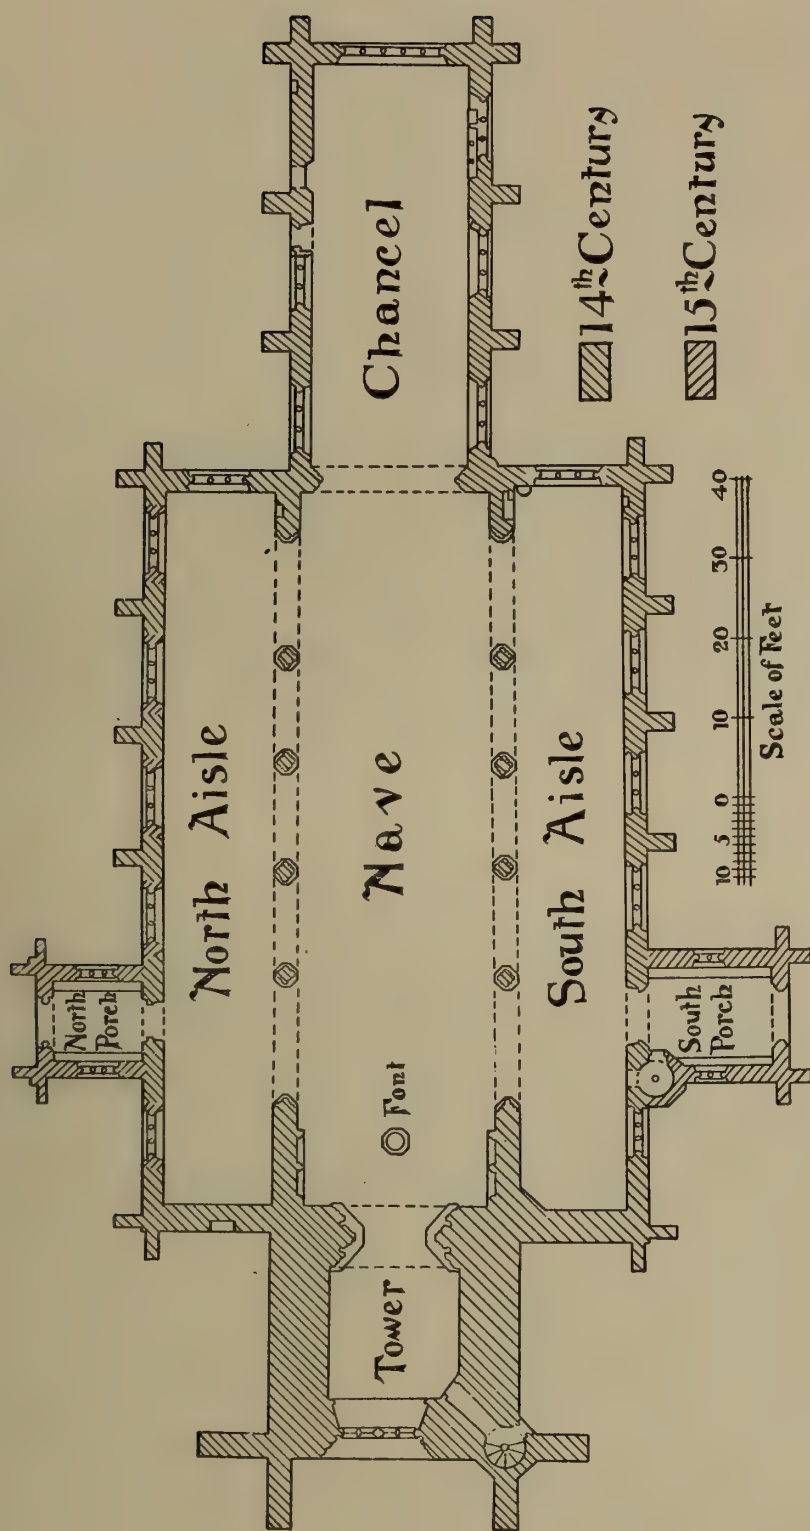 North
Porch
North Aisle
Tower
Font
Nave
Chancel
South Aisle
South
Porch
14th~Century
15th~Century
10 5 0 10 20 30 40
Scale of Feet